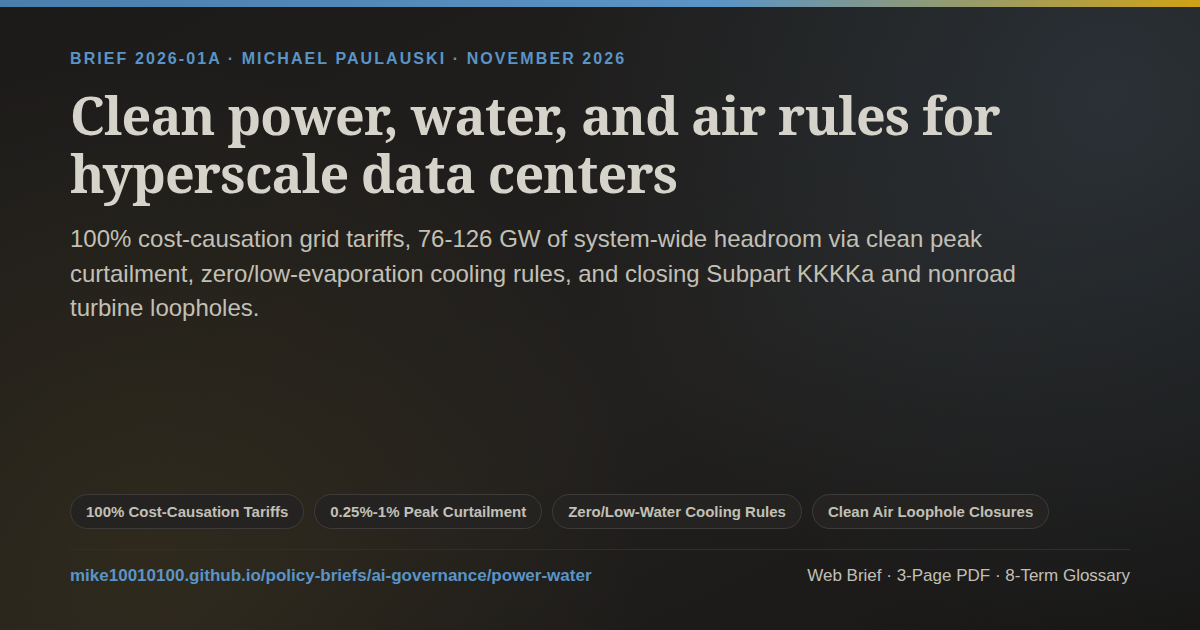 BRIEF 2026-01A · MICHAEL PAULAUSKI · NOVEMBER 2026
Clean power, water, and air rules for
hyperscale data centers
100% cost-causation grid tariffs, 76-126 GW of system-wide headroom via clean peak
curtailment, zero/low-evaporation cooling rules, and closing Subpart KKKKa and nonroad
turbine loopholes.
100% Cost-Causation Tariffs
0.25%-1% Peak Curtailment
Zero/Low-Water Cooling Rules
Clean Air Loophole Closures
mike10010100.github.io/policy-briefs/ai-governance/power-water
Web Brief · 3-Page PDF · 8-Term Glossary